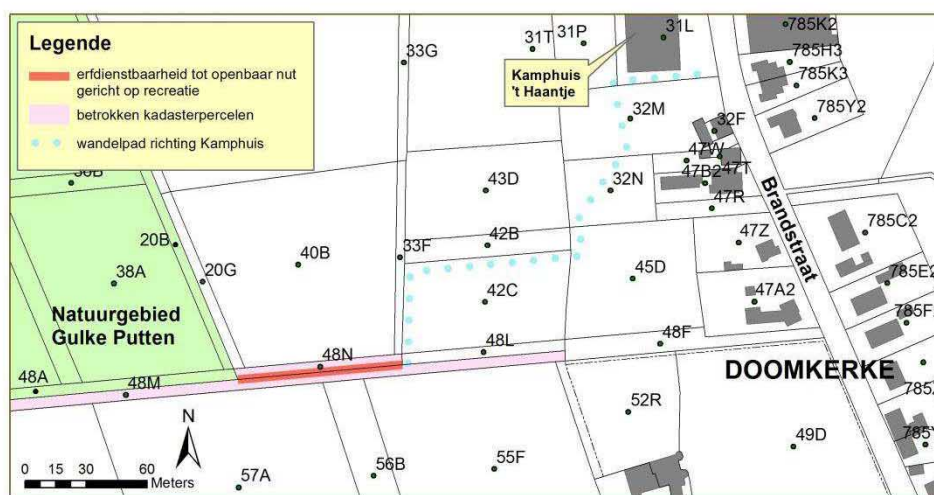 Legende
erfdienstbaarheid tot openbaar nut
gericht op recreatie
betrokken kadasterpercelen
wandelpad richting Kamphuis
33G
31T
31P
31L
785K2
785H3
785K3
785Y2
Kamphuis
't Haantje
32M
32F
47W
47T
47B2
47R
32N
43D
42B
33F
40B
20B
20G
38A
Natuurgebied
Gulke Putten
Brandstraat
785C2
47Z
45D
47A2
785E2
42C
48F
48L
48N
48M
48A
DOOMKERKE
52R
49D
55F
56B
57A
N
0 15 30 60
Meters